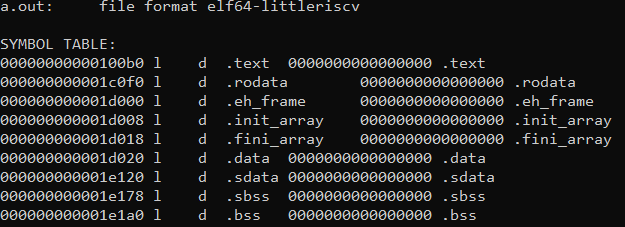 a.out:     file format elf64-littleriscv
SYMBOL TABLE:
00000000000100b0 l    d  .text  0000000000000000 .text
000000000001c0f0 l    d  .rodata        0000000000000000 .rodata
000000000001d000 l    d  .eh_frame      0000000000000000 .eh_frame
000000000001d008 l    d  .init_array    0000000000000000 .init_array
000000000001d018 l    d  .fini_array    0000000000000000 .fini_array
000000000001d020 l    d  .data  0000000000000000 .data
000000000001e120 l    d  .sdata 0000000000000000 .sdata
000000000001e178 l    d  .sbss  0000000000000000 .sbss
000000000001e1a0 l    d  .bss   0000000000000000 .bss